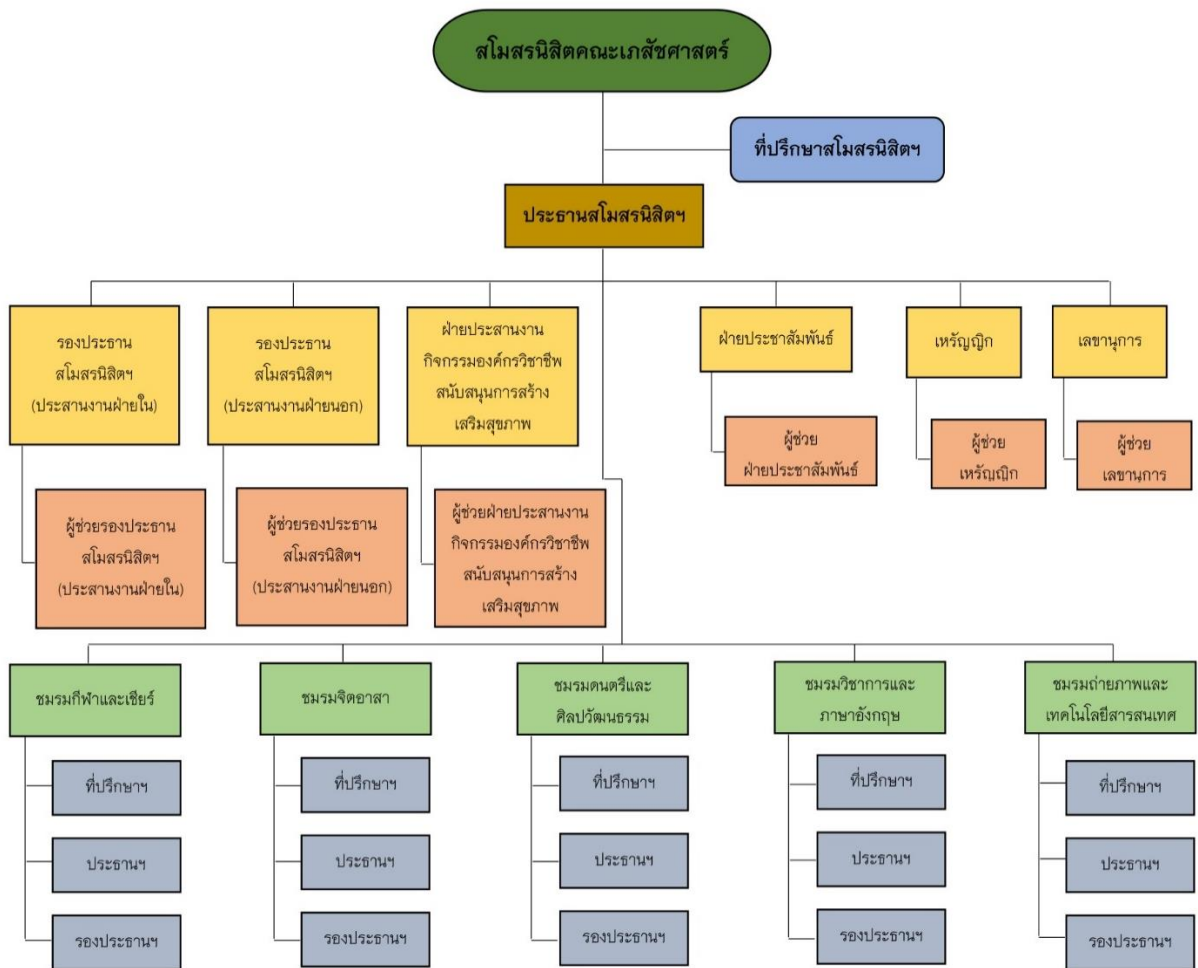 สโมสรนิสิตคณะเภสัชศาสตร์
ที่ปรึกษาสโมสรนิสิตฯ
ประธานสโมสรนิสิตฯ
รองประธาน
สโมสรนิสิตฯ
(ประสานงานฝ่ายใน)
รองประธาน
สโมสรนิสิตฯ
(ประสานงานฝ่ายนอก)
ฝ่ายประสานงาน
กิจกรรมองค์กรวิชาชีพ
สนับสนุนการสร้าง
เสริมสุขภาพ
ฝ่ายประชาสัมพันธ์
เหรัญญิก
เลขานุการ
ผู้ช่วยรองประธาน
สโมสรนิสิตฯ
(ประสานงานฝ่ายใน)
ผู้ช่วยรองประธาน
สโมสรนิสิตฯ
(ประสานงานฝ่ายนอก)
ผู้ช่วยฝ่ายประสานงาน
กิจกรรมองค์กรวิชาชีพ
สนับสนุนการสร้าง
เสริมสุขภาพ
ผู้ช่วย
ฝ่ายประชาสัมพันธ์
ผู้ช่วย
เหรัญญิก
ผู้ช่วย
เลขานุการ
ชมรมกีฬาและเชียร์
ที่ปรึกษาฯ
ประธานฯ
รองประธานฯ
ชมรมจิตอาสา
ที่ปรึกษาฯ
ประธานฯ
รองประธานฯ
ชมรมดนตรีและ
ศิลปวัฒนธรรม
ที่ปรึกษาฯ
ประธานฯ
รองประธานฯ
ชมรมวิชาการและ
ภาษาอังกฤษ
ที่ปรึกษาฯ
ประธานฯ
รองประธานฯ
ชมรมถ่ายภาพและ
เทคโนโลยีสารสนเทศ
ที่ปรึกษาฯ
ประธานฯ
รองประธานฯ